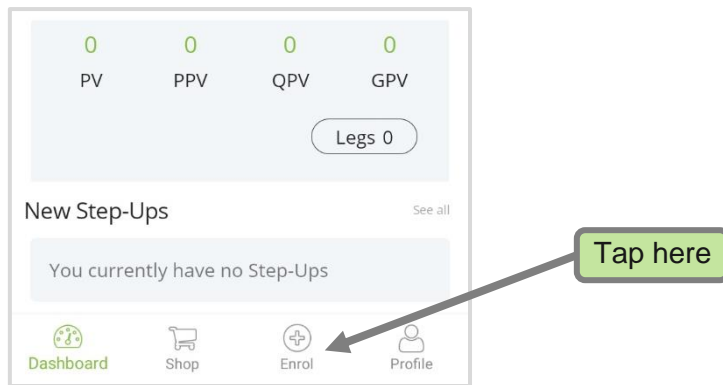 0 0 0 0
PV PPV QPV GPV
Legs 0
New Step-Ups See all
You currently have no Step-Ups
Tap here
Dashboard Shop Enrol Profile